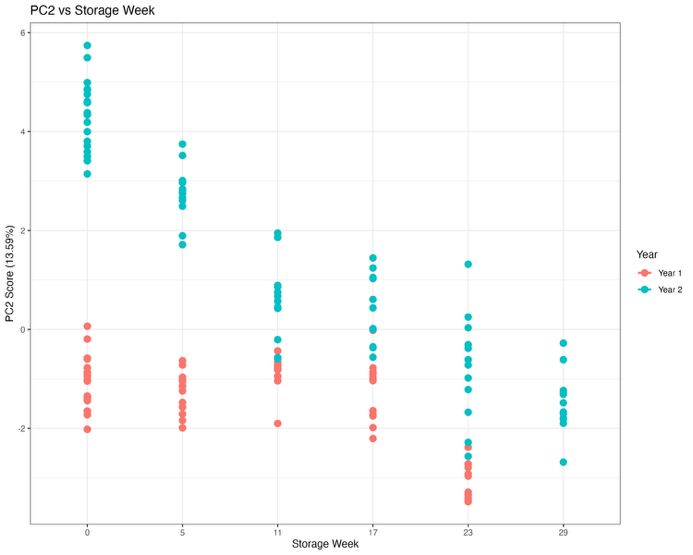 PC2 vs Storage Week
6
4
2
0
-2
PC2 Score (13.59%)
0 5 11 17 23 29
Storage Week
Year
Year 1
Year 2